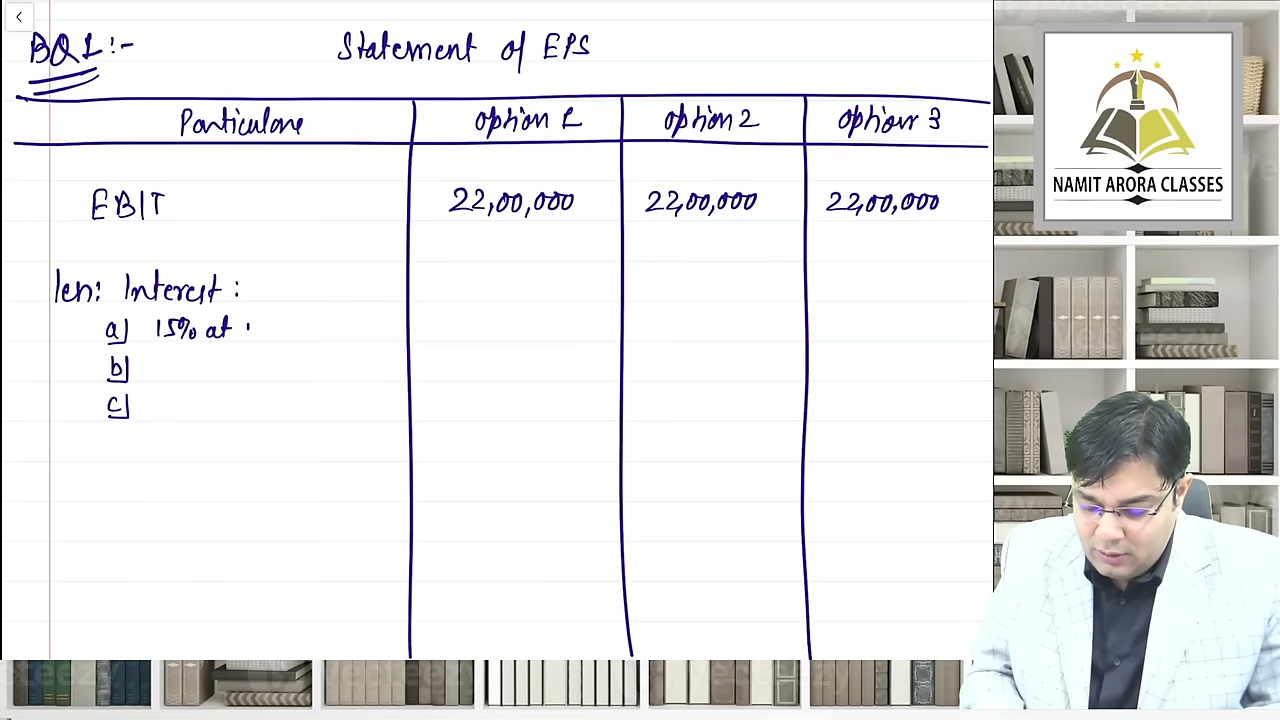 BQ1:-
Statement of EPS
Particulars
Option 1
Option 2
Option 3
EBIT
22,00,000
22,00,000
22,00,000
Less: Interest:
a) 15% at
b)
c)
NAMIT ARORA CLASSES